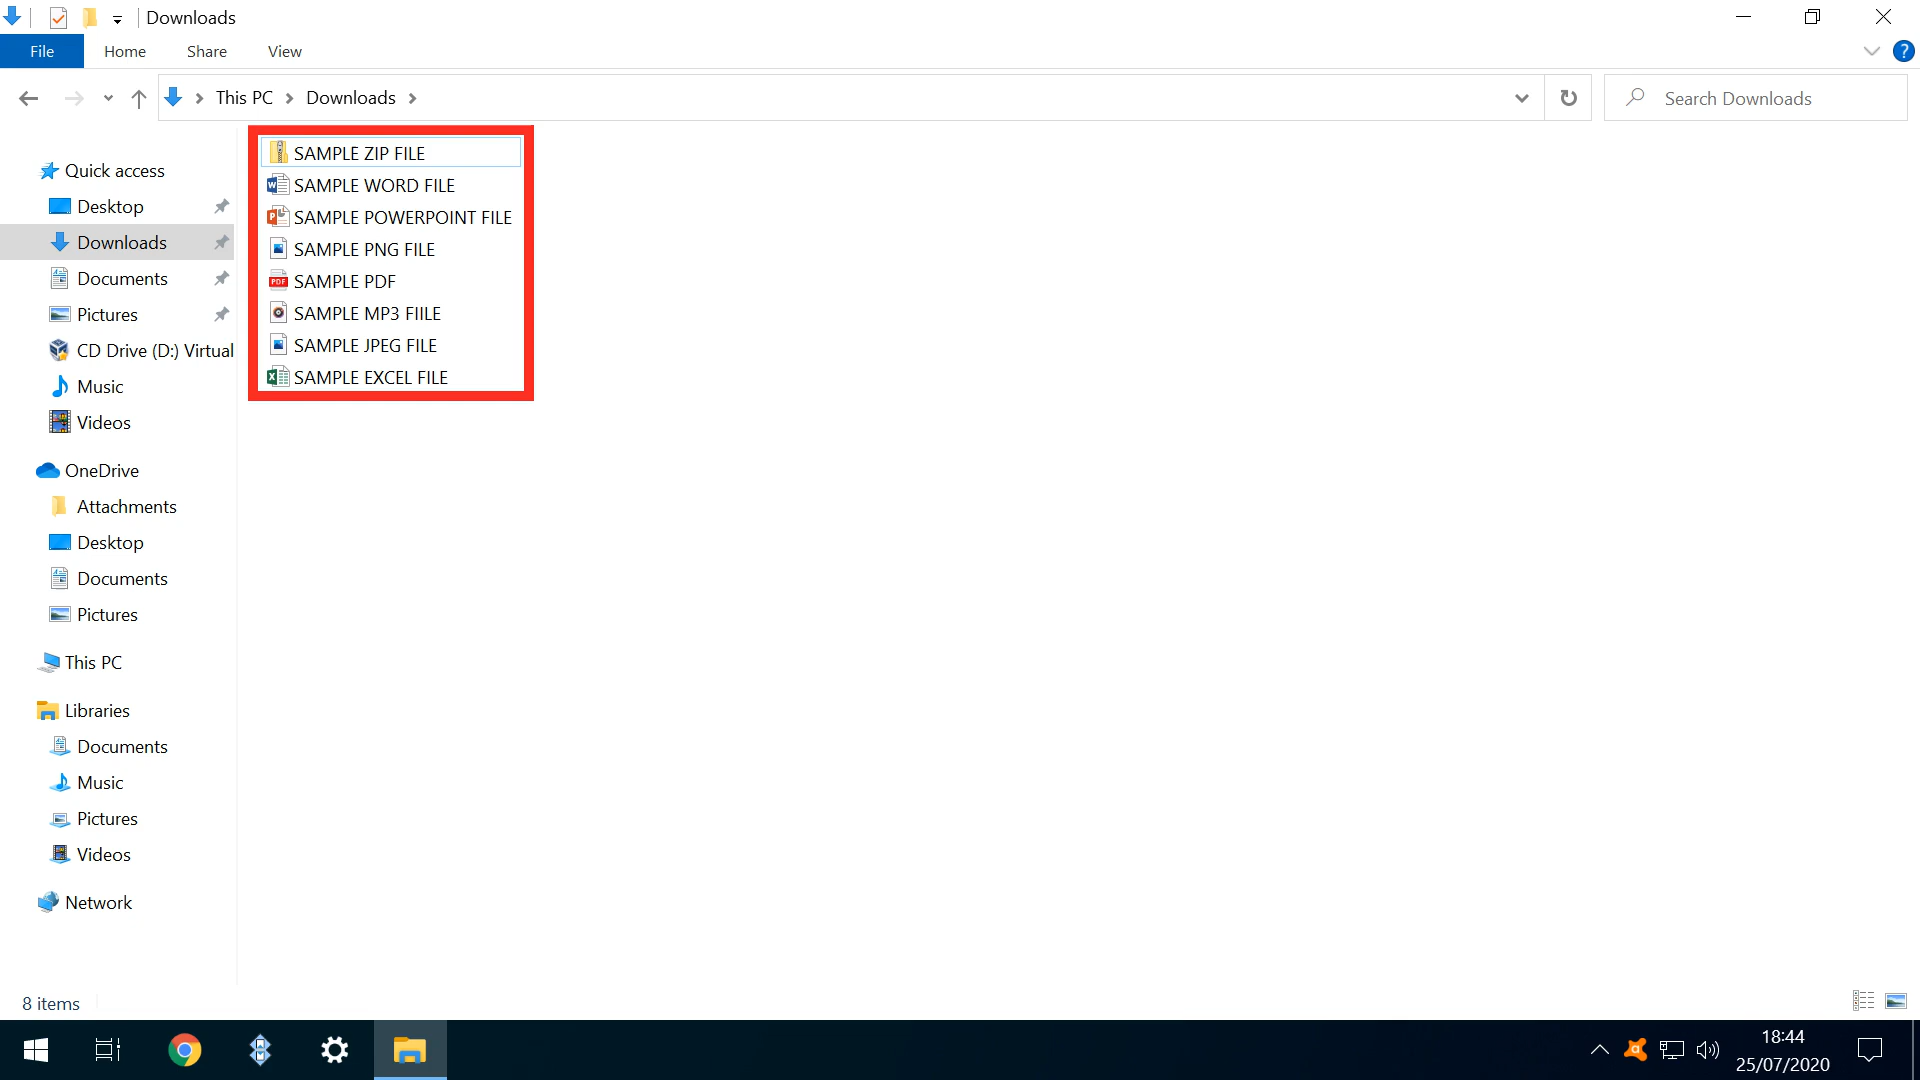 Downloads
File Home Share View
This PC Downloads
Search Downloads
Quick access
Desktop
Downloads
Documents
Pictures
CD Drive (D:) Virtual
Music
Videos
OneDrive
Attachments
Desktop
Documents
Pictures
This PC
Libraries
Documents
Music
Pictures
Videos
Network
SAMPLE ZIP FILE
SAMPLE WORD FILE
SAMPLE POWERPOINT FILE
SAMPLE PNG FILE
SAMPLE PDF
SAMPLE MP3 FIILE
SAMPLE JPEG FILE
SAMPLE EXCEL FILE
8 items
18:44
25/07/2020